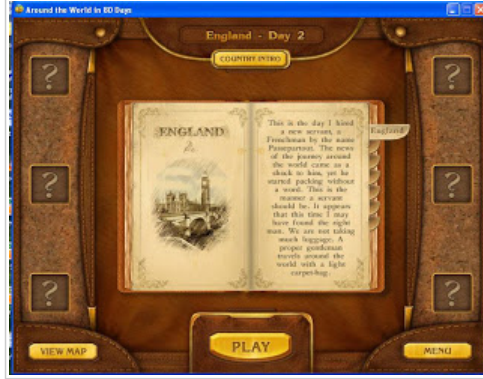 Around the World in 80 Days
England - Day 2
COUNTRY INTRO
ENGLAND
2
This is the day I hired
a new servant, a
Frenchman by the name
Passepartout. The news
of the journey around
the world came as a
shock to him, yet he
started packing without
a word. This is the
manner a servant
should be. It appears
that this time I may
have found the right
man. We are not taking
much luggage. A
proper gentleman
travels around the
world with a light
carpet-bag.
England
?
?
?
?
?
?
VIEW MAP
PLAY
MENU